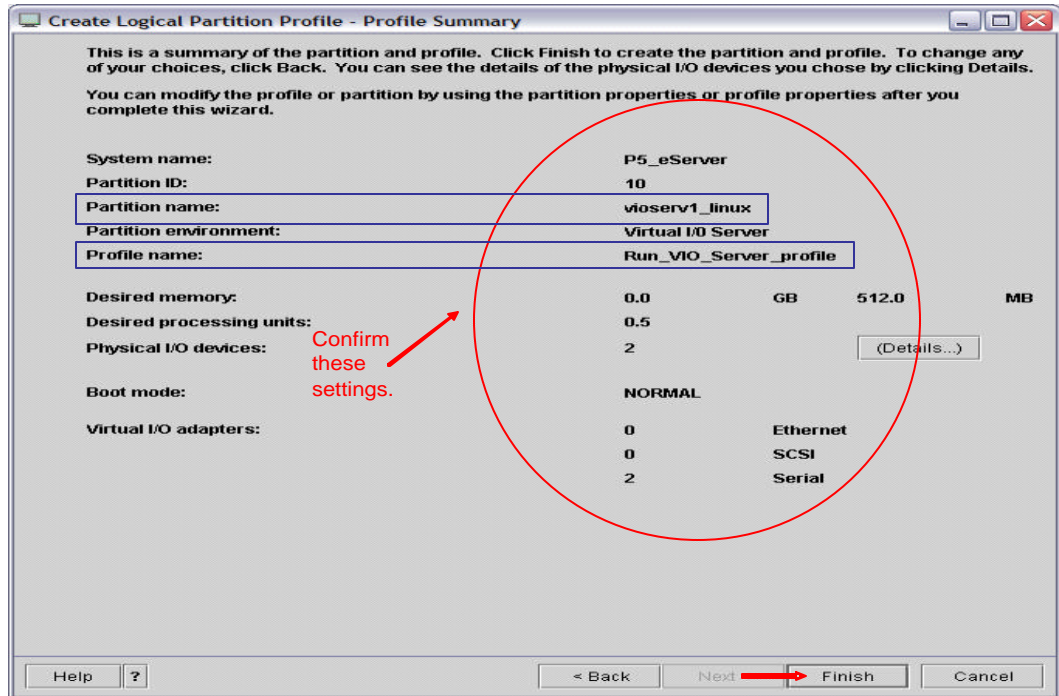 Create Logical Partition Profile - Profile Summary
This is a summary of the partition and profile. Click Finish to create the partition and profile. To change any
of your choices, click Back. You can see the details of the physical I/O devices you chose by clicking Details.
You can modify the profile or partition by using the partition properties or profile properties after you
complete this wizard.
System name: P5_eServer
Partition ID: 10
Partition name: vioserv1_linux
Partition environment: Virtual I/O Server
Profile name: Run_VIO_Server_profile
Desired memory: 0.0 GB 512.0 MB
Desired processing units: 0.5
Physical I/O devices: 2 (Details...)
Confirm
these
settings.
Boot mode: NORMAL
Virtual I/O adapters: 0 Ethernet
0 SCSI
2 Serial
Help ? < Back Next Finish Cancel